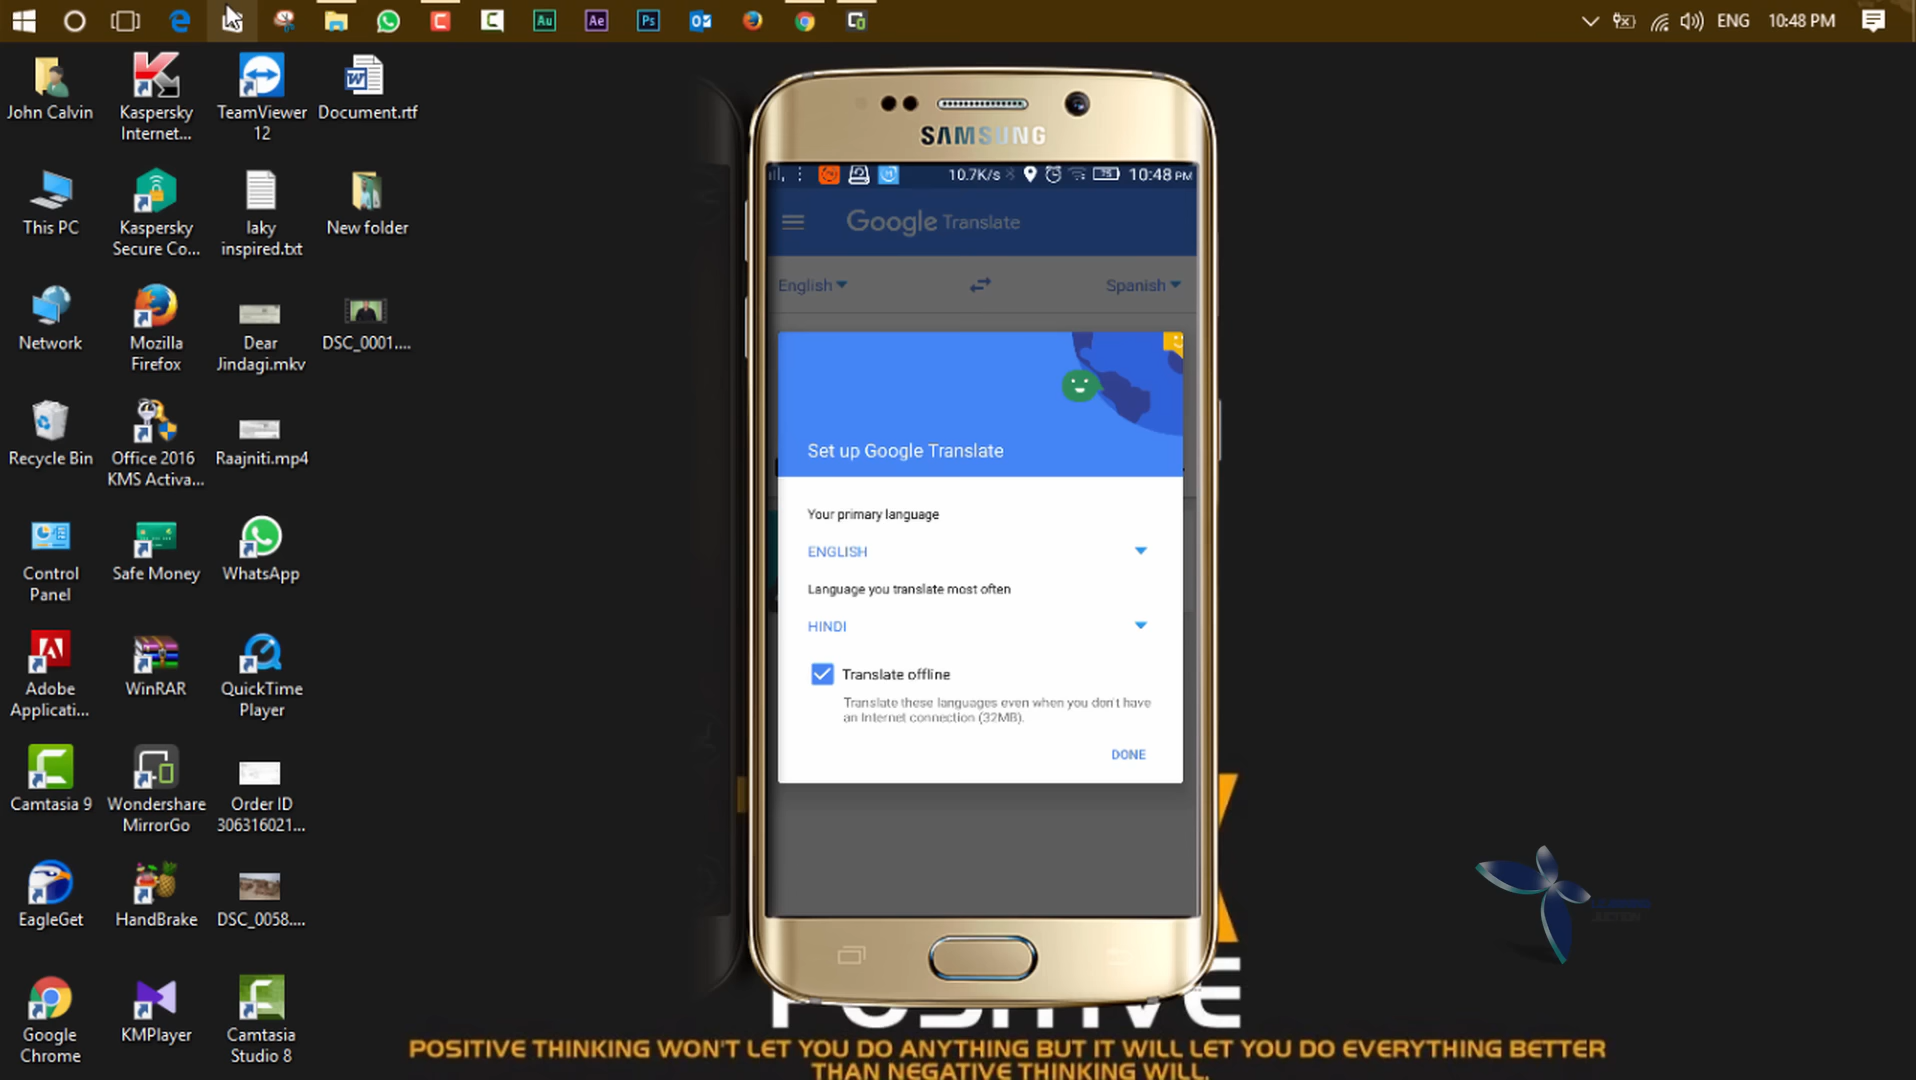 ENG
10:48 PM
John Calvin
Kaspersky
Internet...
TeamViewer
12
Document.rtf
This PC
Kaspersky
Secure Co...
laky
inspired.txt
New folder
Network
Mozilla
Firefox
Dear
Jindagi.mkv
DSC_0001....
Recycle Bin
Office 2016
KMS Activa...
Raajniti.mp4
Control
Panel
Safe Money
WhatsApp
Adobe
Applicati...
WinRAR
QuickTime
Player
Camtasia 9
Wondershare
MirrorGo
Order ID
306316021...
EagleGet
HandBrake
DSC_0058....
Google
Chrome
KMPlayer
Camtasia
Studio 8
SAMSUNG
10.7K/s
75
10:48 PM
Google Translate
English
Spanish
Set up Google Translate
Your primary language
ENGLISH
Language you translate most often
HINDI
Translate offline
Translate these languages even when you don't have
an Internet connection (32MB).
DONE
POSITIVE
POSITIVE THINKING WON'T LET YOU DO ANYTHING BUT IT WILL LET YOU DO EVERYTHING BETTER
THAN NEGATIVE THINKING WILL.